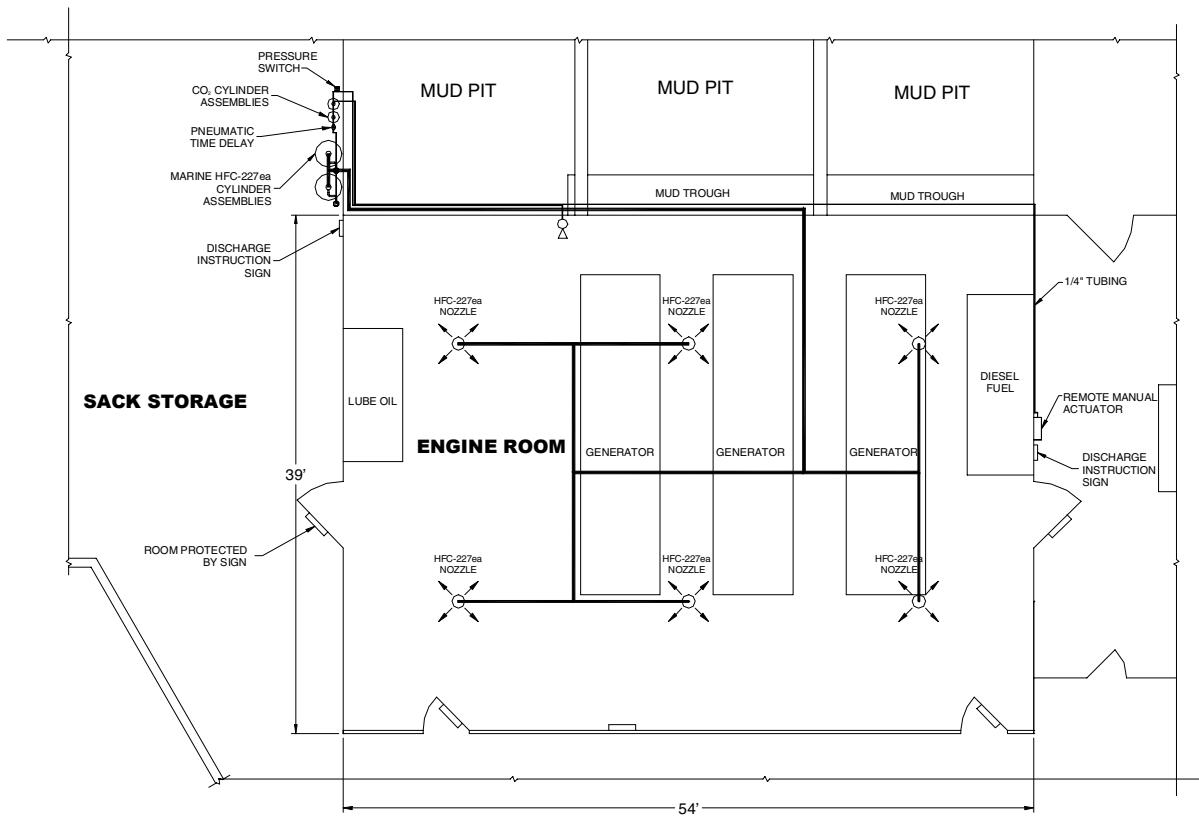 PRESSURE
SWITCH
CO₂ CYLINDER
ASSEMBLIES
PNEUMATIC
TIME DELAY
MARINE HFC-227ea
CYLINDER
ASSEMBLIES
DISCHARGE
INSTRUCTION
SIGN
MUD PIT
MUD PIT
MUD PIT
MUD TROUGH
MUD TROUGH
1/4" TUBING
HFC-227ea
NOZZLE
HFC-227ea
NOZZLE
HFC-227ea
NOZZLE
SACK STORAGE
LUBE OIL
ENGINE ROOM
GENERATOR
GENERATOR
GENERATOR
DIESEL
FUEL
REMOTE MANUAL
ACTUATOR
DISCHARGE
INSTRUCTION
SIGN
39'
ROOM PROTECTED
BY SIGN
HFC-227ea
NOZZLE
HFC-227ea
NOZZLE
HFC-227ea
NOZZLE
54'